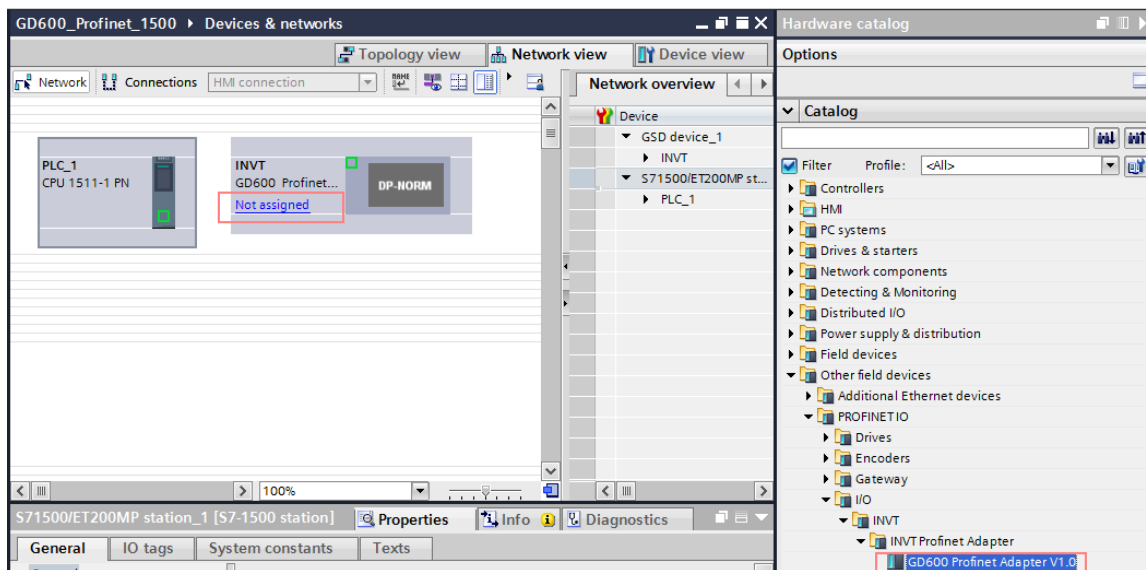 GD600_Profinet_1500 ▸ Devices & networks
Topology view
Network view
Device view
Network
Connections
HMI connection
Network overview
Device
GSD device_1
INVT
S71500/ET200MP st...
PLC_1
PLC_1
CPU 1511-1 PN
INVT
GD600 Profinet...
Not assigned
DP-NORM
100%
S71500/ET200MP station_1 [S7-1500 station]
Properties
Info
Diagnostics
General
IO tags
System constants
Texts
Hardware catalog
Options
Catalog
Filter
Profile:
<All>
Controllers
HMI
PC systems
Drives & starters
Network components
Detecting & Monitoring
Distributed I/O
Power supply & distribution
Field devices
Other field devices
Additional Ethernet devices
PROFINET IO
Drives
Encoders
Gateway
I/O
INVT
INVT Profinet Adapter
GD600 Profinet Adapter V1.0